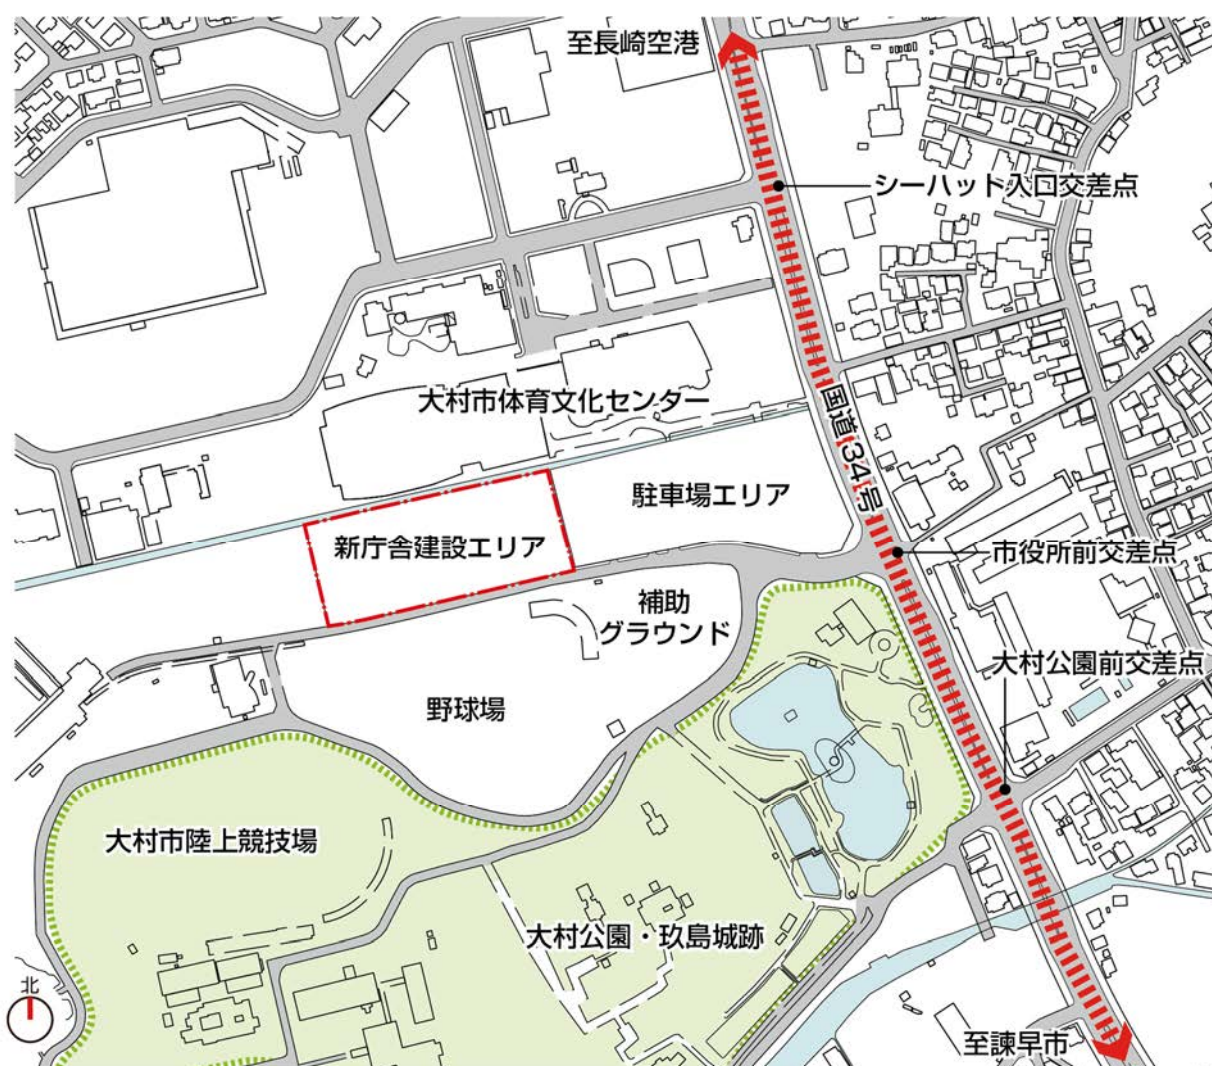 至長崎空港
シーハット入口交差点
大村市体育文化センター
国道34号
駐車場エリア
新庁舎建設エリア
市役所前交差点
補助
グラウンド
大村公園前交差点
野球場
大村市陸上競技場
大村公園・玖島城跡
北
至諫早市